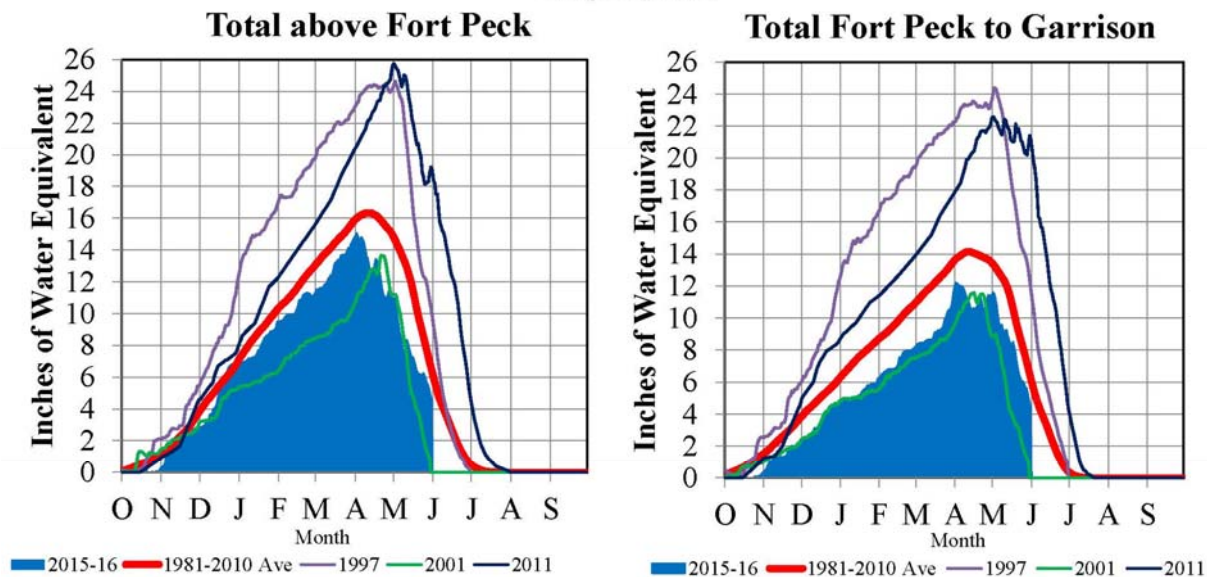 Total above Fort Peck
Inches of Water Equivalent
26
24
22
20
18
16
14
12
10
8
6
4
2
0
O N D J F M A M J J A S
Month
2015-16 1981-2010 Ave 1997 2001 2011
Total Fort Peck to Garrison
Inches of Water Equivalent
26
24
22
20
18
16
14
12
10
8
6
4
2
0
O N D J F M A M J J A S
Month
2015-16 1981-2010 Ave 1997 2001 2011